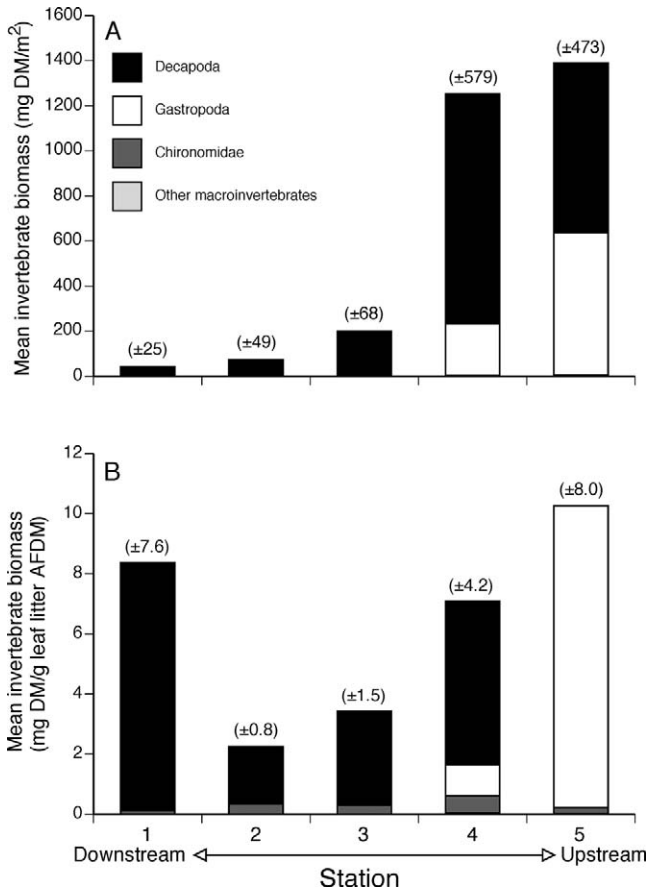 A
Mean invertebrate biomass (mg DM/m²)
1600
1400
1200
1000
800
600
400
200
0
Decapoda
Gastropoda
Chironomidae
Other macroinvertebrates
(±25)
(±49)
(±68)
(±579)
(±473)
B
Mean invertebrate biomass
(mg DM/g leaf litter AFDM)
12
10
8
6
4
2
0
(±7.6)
(±0.8)
(±1.5)
(±4.2)
(±8.0)
1 2 3 4 5
Downstream Upstream
Station